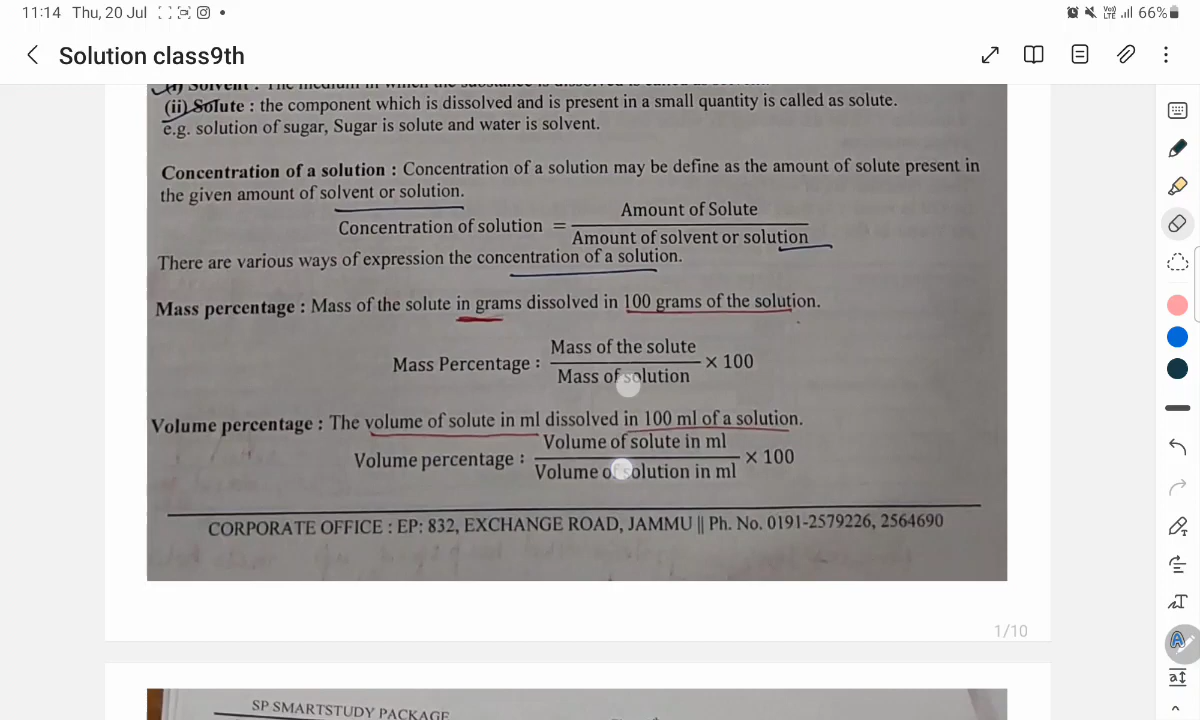 11:14 Thu, 20 Jul
66%
Solution class9th
(ii) Solute : the component which is dissolved and is present in a small quantity is called as solute.
e.g. solution of sugar, Sugar is solute and water is solvent.
Concentration of a solution : Concentration of a solution may be define as the amount of solute present in
the given amount of solvent or solution.
Concentration of solution = Amount of Solute
Amount of solvent or solution
There are various ways of expression the concentration of a solution.
Mass percentage : Mass of the solute in grams dissolved in 100 grams of the solution.
Mass Percentage : Mass of the solute × 100
Mass of solution
Volume percentage : The volume of solute in ml dissolved in 100 ml of a solution.
Volume percentage : Volume of solute in ml × 100
Volume of solution in ml
CORPORATE OFFICE : EP: 832, EXCHANGE ROAD, JAMMU || Ph. No. 0191-2579226, 2564690
1/10
SP SMARTSTUDY PACKAGE